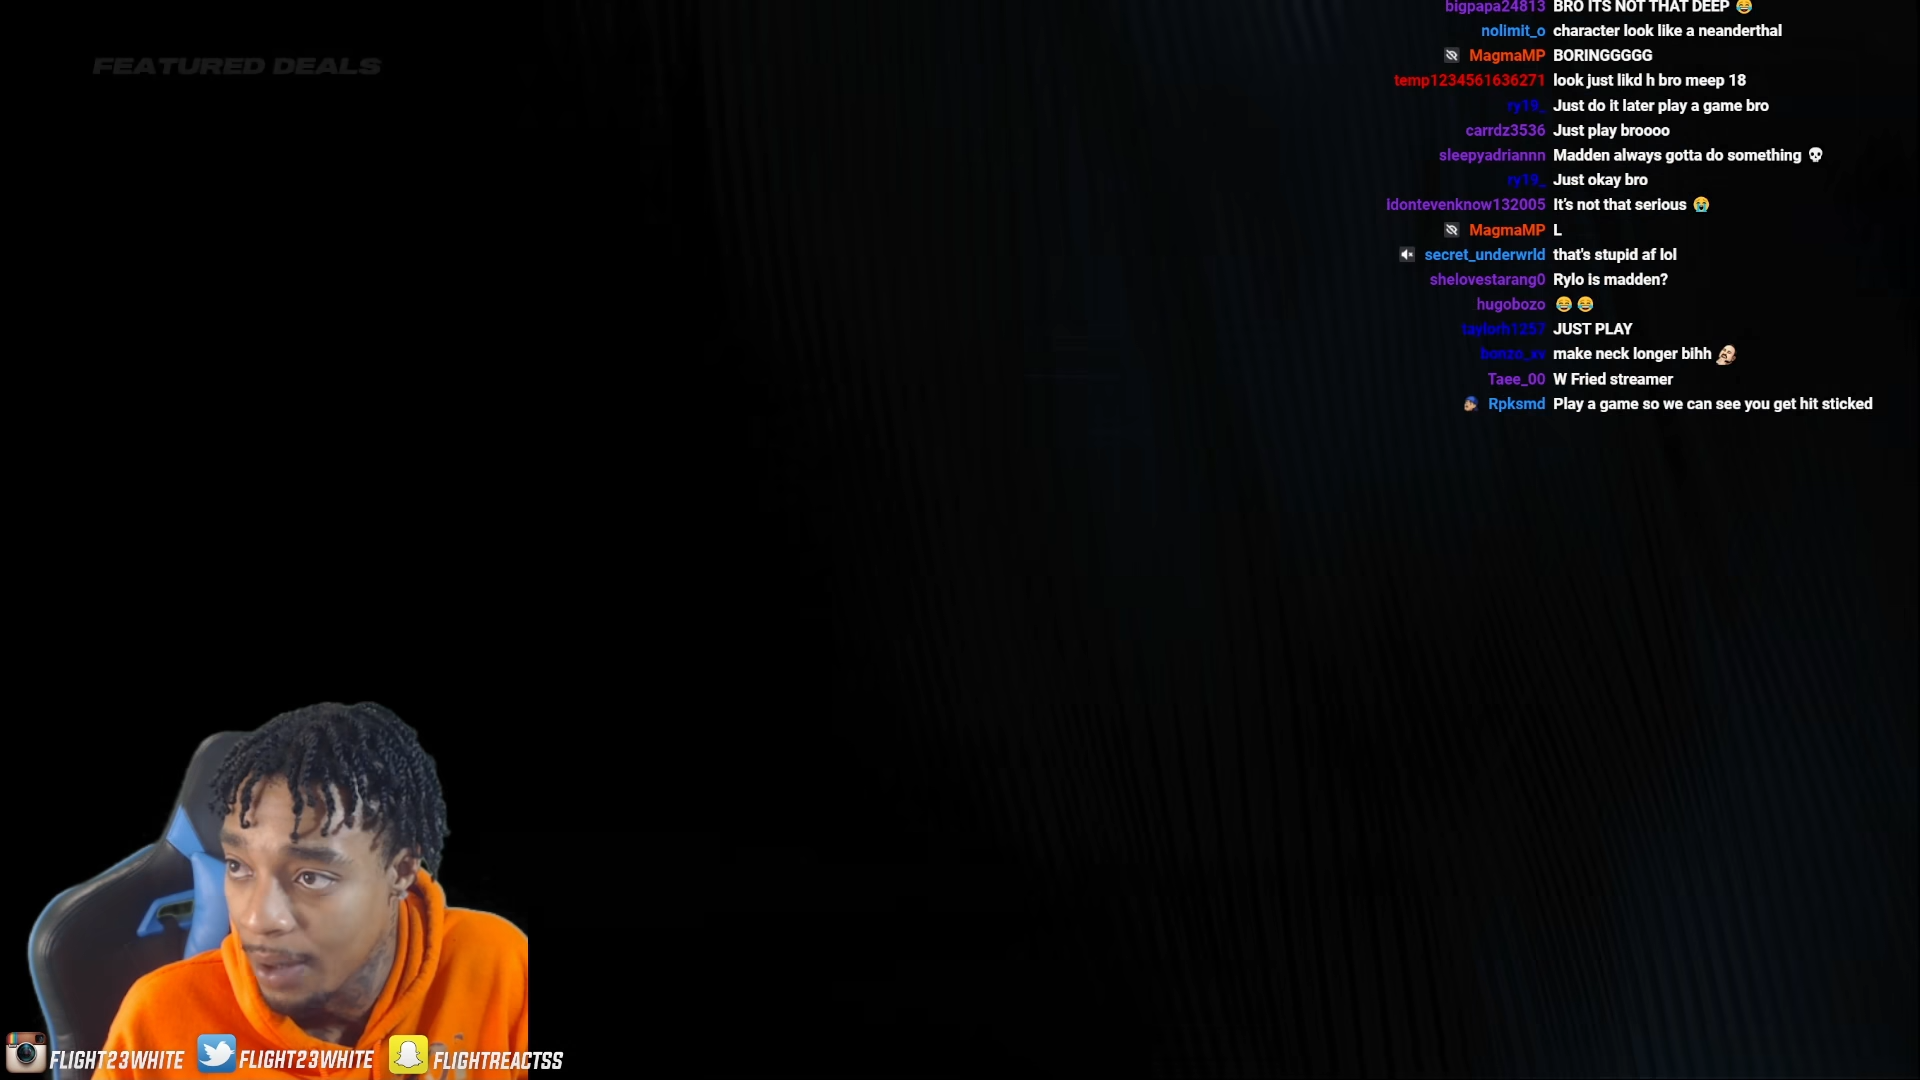 FEATURED DEALS
bigpapa24813 BRO ITS NOT THAT DEEP 😂
nolimit_o character look like a neanderthal
MagmaMP BORINGGGGG
temp1234561636271 look just likd h bro meep 18
ry19_ Just do it later play a game bro
carrdz3536 Just play broooo
sleepyadriannn Madden always gotta do something 💀
ry19_ Just okay bro
idontevenknow132005 It's not that serious 😭
MagmaMP L
secret_underwrld that's stupid af lol
shelovestarang0 Rylo is madden?
hugobozo 😂 😂
taylorh1257 JUST PLAY
bonzo_xv make neck longer bihh
Taee_00 W Fried streamer
Rpksmd Play a game so we can see you get hit sticked
FLIGHT23WHITE FLIGHT23WHITE FLIGHTREACTSS